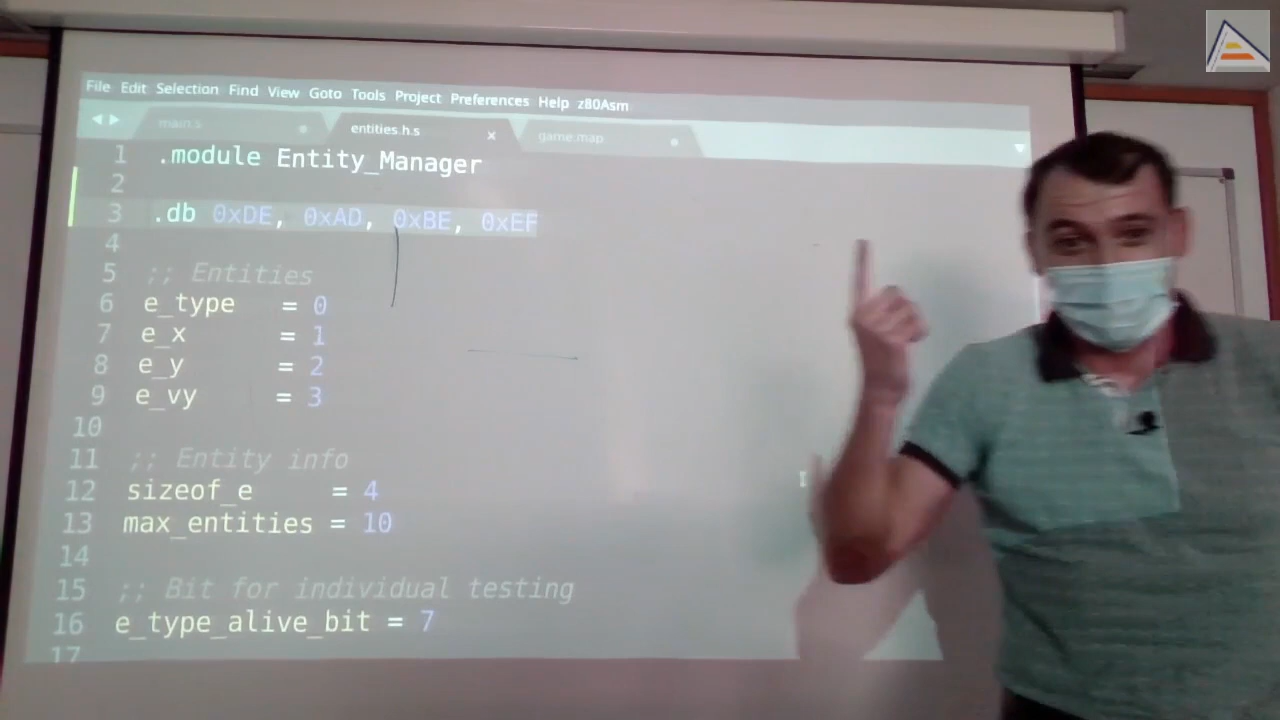 File Edit Selection Find View Goto Tools Project Preferences Help z80Asm
main.s entities.h.s × game.map
1 .module Entity_Manager
2
3 .db 0xDE, 0xAD, 0xBE, 0xEF
4
5 ;; Entities
6 e_type = 0
7 e_x = 1
8 e_y = 2
9 e_vy = 3
10
11 ;; Entity info
12 sizeof_e = 4
13 max_entities = 10
14
15 ;; Bit for individual testing
16 e_type_alive_bit = 7
17